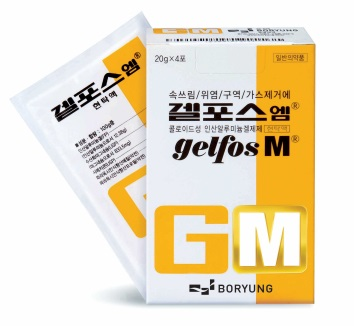 겔포스엠®
현탁액
20g×4포
일반의약품
속쓰림/위염/구역/가스제거에
겔포스엠®
콜로이드성 인산알루미늄겔제제 현탁액
gelfos M®
GM
BORYUNG